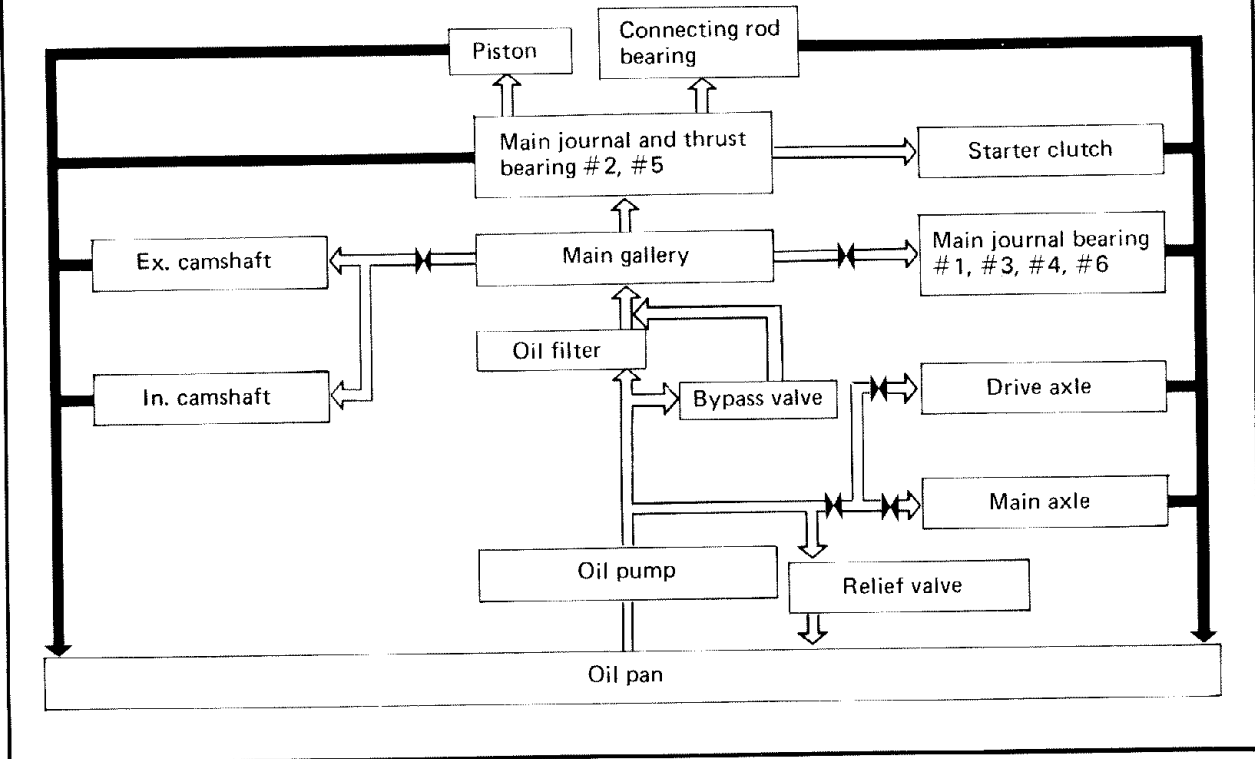 Piston
Connecting rod
bearing
Main journal and thrust
bearing #2, #5
Starter clutch
Ex. camshaft
Main gallery
Main journal bearing
#1, #3, #4, #6
Oil filter
In. camshaft
Bypass valve
Drive axle
Main axle
Oil pump
Relief valve
Oil pan